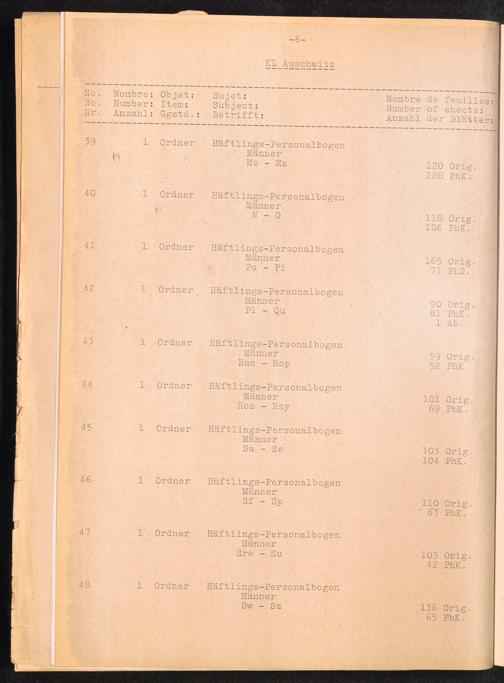 -6-
KL Auschwitz
No. Nombre: Objet: Sujet: Nombre de feuilles:
No. Number: Item: Subject: Number of sheets:
Nr. Anzahl: Ggstd.: Betrifft: Anzahl der Blätter:
39 1 Ordner Häftlings-Personalbogen
Männer
Me - Mz 120 Orig.
128 PhK.
40 1 Ordner Häftlings-Personalbogen
Männer
N - O 118 Orig.
106 PhK.
41 1 Ordner Häftlings-Personalbogen
Männer 165 Orig.
Pa - Pi 71 PhK.
42 1 Ordner Häftlings-Personalbogen
Männer 90 Orig.
Pl - Qu 81 PhK.
1 Ab.
43 1 Ordner Häftlings-Personalbogen
Männer 59 Orig.
Raa - Rop 52 PhK.
44 1 Ordner Häftlings-Personalbogen
Männer 101 Orig.
Ros - Rzy 69 PhK.
45 1 Ordner Häftlings-Personalbogen
Männer
Sa - Se 103 Orig.
104 PhK.
46 1 Ordner Häftlings-Personalbogen
Männer
Sf - Sp 110 Orig.
63 PhK.
47 1 Ordner Häftlings-Personalbogen
Männer
Sre - Su 103 Orig.
42 PhK.
48 1 Ordner Häftlings-Personalbogen
Männer
Sw - Sz 136 Orig.
65 PhK.